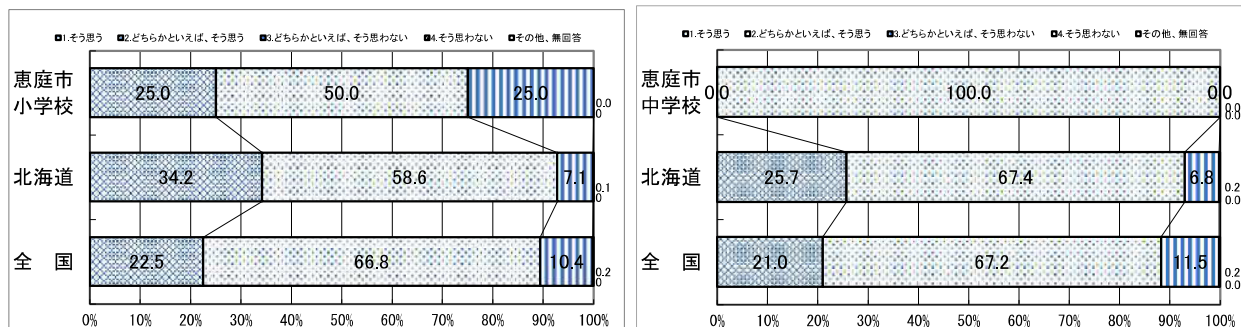 1.そう思う 2.どちらかといえば、そう思う 3.どちらかといえば、そう思わない 4.そう思わない その他、無回答
恵庭市
小学校
25.0 50.0 25.0 0.0
0
北海道 34.2 58.6 7.1 0.1
0
全 国 22.5 66.8 10.4 0.2
0
0% 10% 20% 30% 40% 50% 60% 70% 80% 90% 100%
1.そう思う 2.どちらかといえば、そう思う 3.どちらかといえば、そう思わない 4.そう思わない その他、無回答
恵庭市
中学校
0.0 100.0 0.0 0.0
0.0
北海道 25.7 67.4 6.8 0.2
0.0
全 国 21.0 67.2 11.5 0.2
0.0
0% 10% 20% 30% 40% 50% 60% 70% 80% 90% 100%